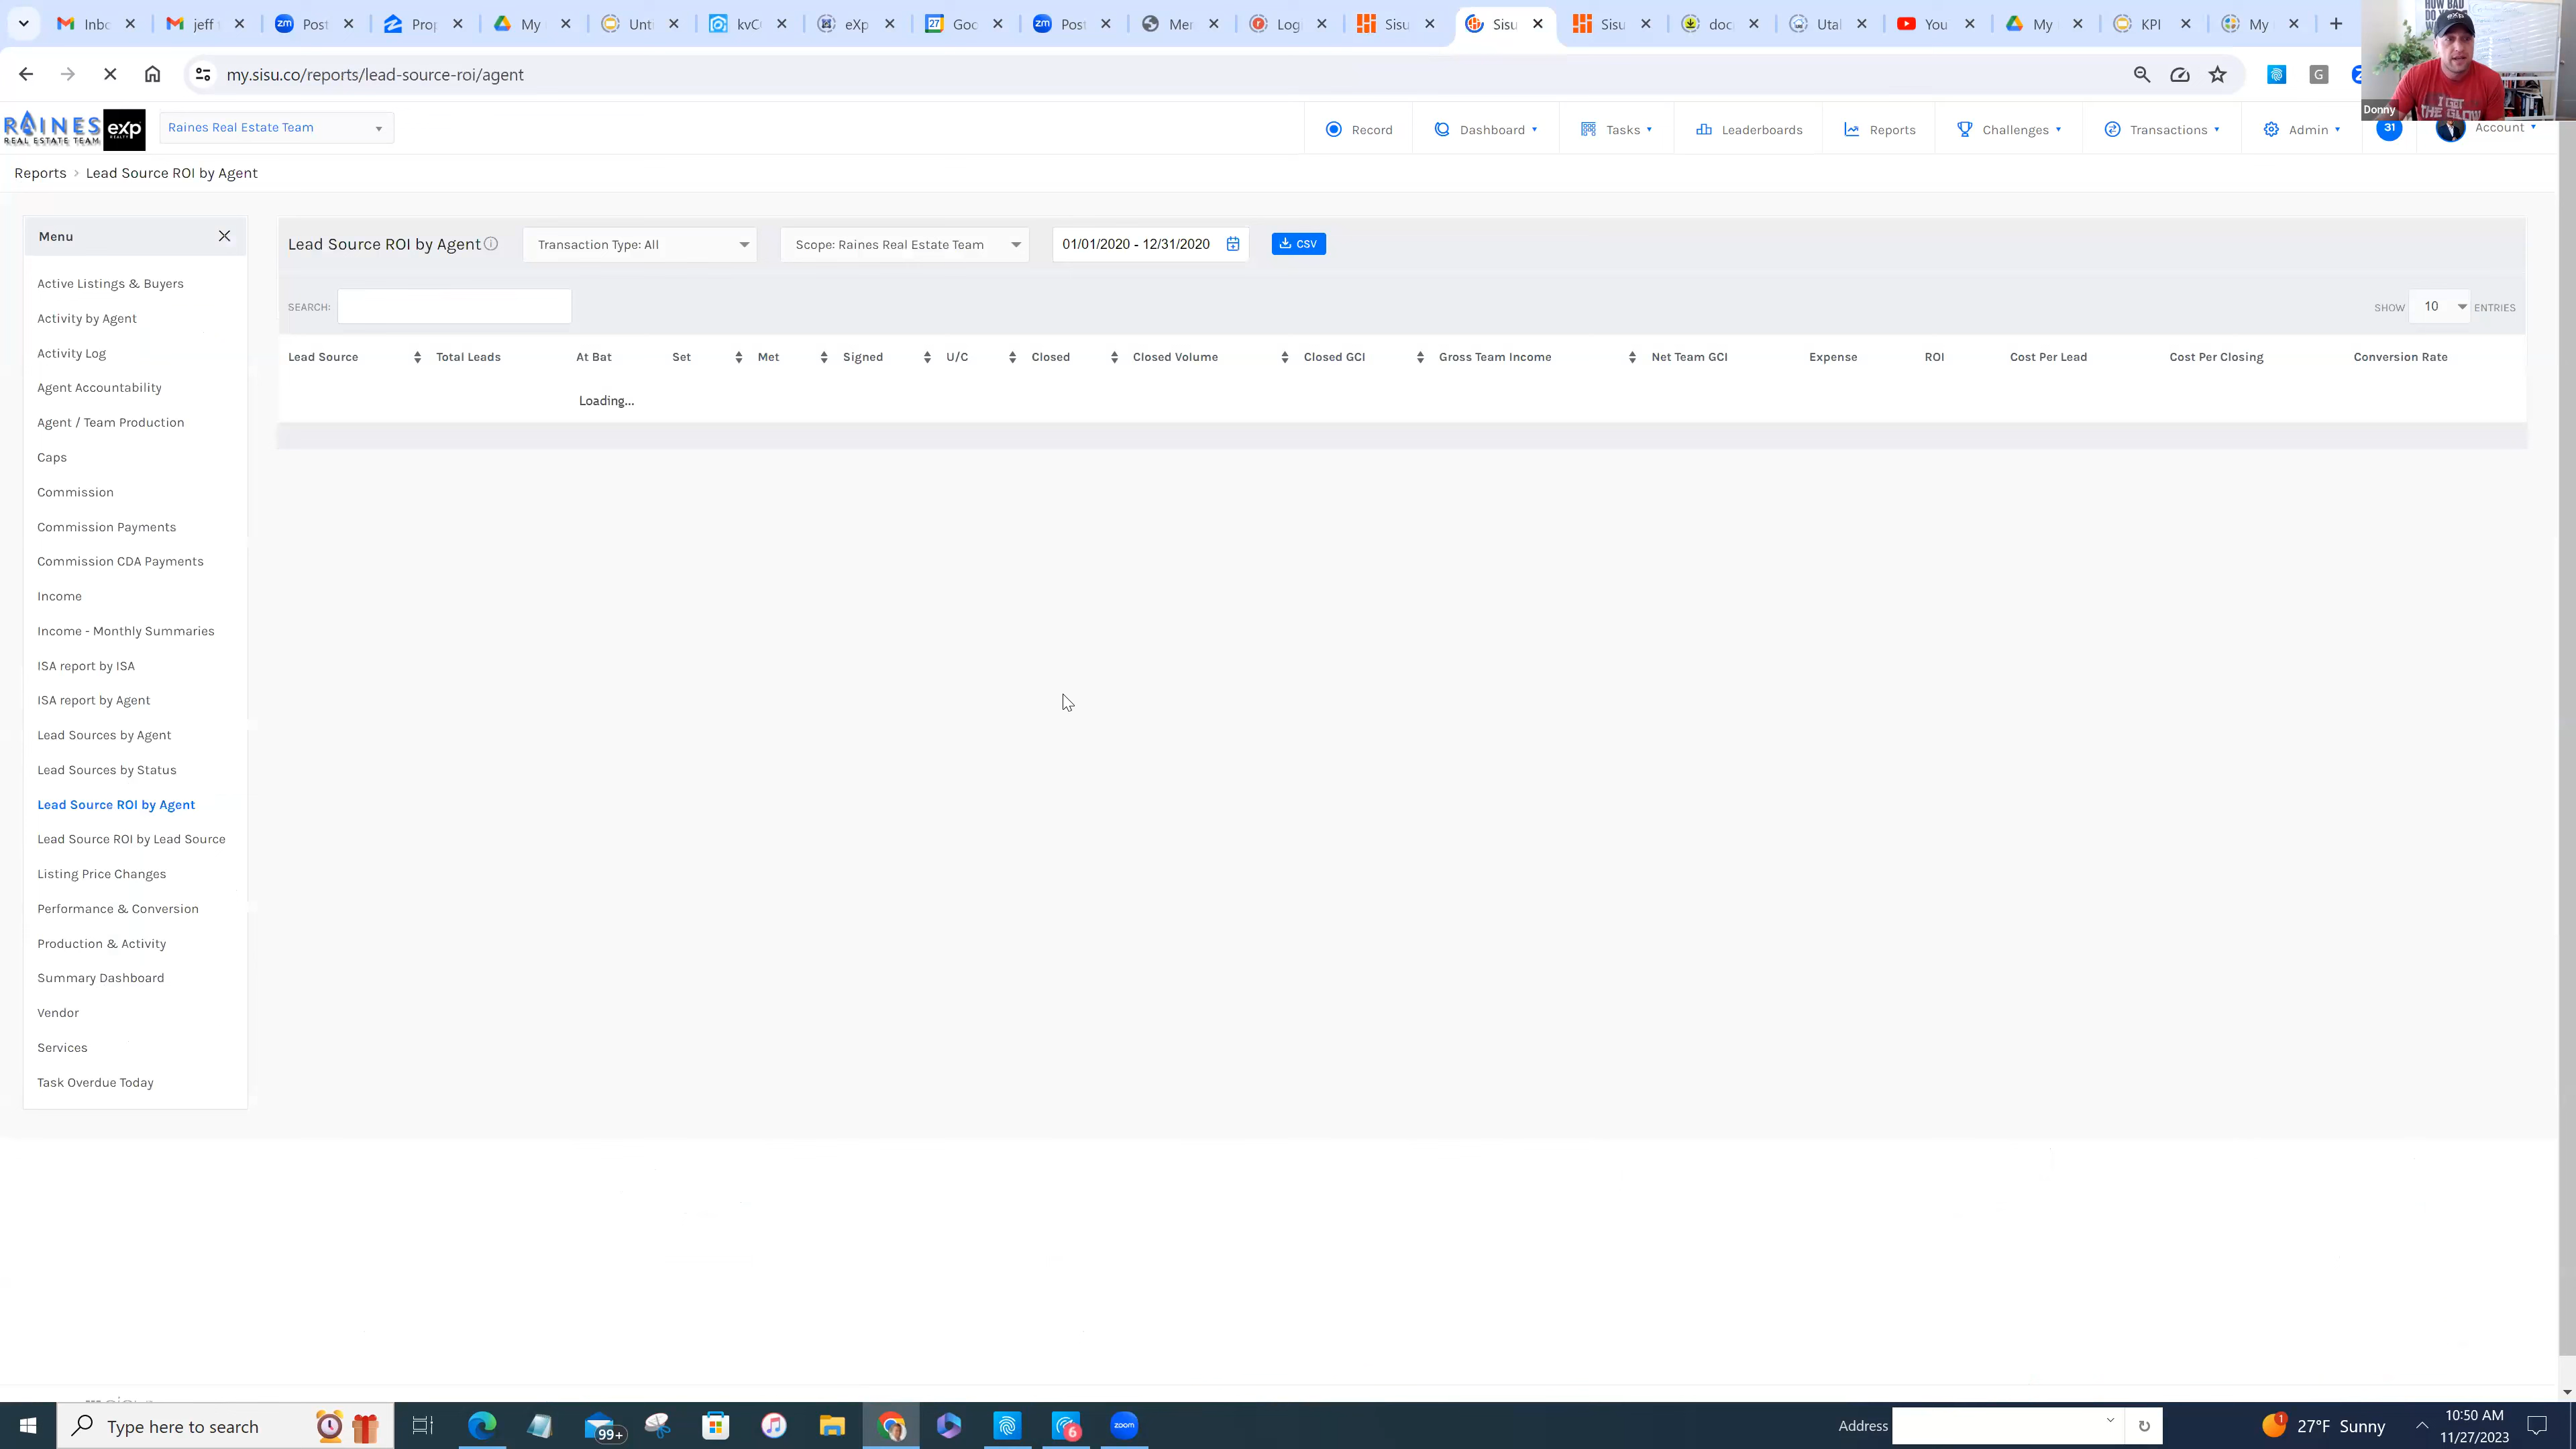 Inbo
jeff
Post
Prop
My
Unti
kvC
eXp
Goo
Post
Mer
Log
Sisu
Sisu
Sisu
doc
Utal
You
My
KPI
My
my.sisu.co/reports/lead-source-roi/agent
HOW BAD
DO
Donny
I GOT
THE GLOW
RAINES
REAL ESTATE TEAM
exp
REALTY
Raines Real Estate Team
Record
Dashboard
Tasks
Leaderboards
Reports
Challenges
Transactions
Admin
31
Account
Reports > Lead Source ROI by Agent
Menu
Active Listings & Buyers
Activity by Agent
Activity Log
Agent Accountability
Agent / Team Production
Caps
Commission
Commission Payments
Commission CDA Payments
Income
Income - Monthly Summaries
ISA report by ISA
ISA report by Agent
Lead Sources by Agent
Lead Sources by Status
Lead Source ROI by Agent
Lead Source ROI by Lead Source
Listing Price Changes
Performance & Conversion
Production & Activity
Summary Dashboard
Vendor
Services
Task Overdue Today
Lead Source ROI by Agent
Transaction Type: All
Scope: Raines Real Estate Team
01/01/2020 - 12/31/2020
CSV
SEARCH:
SHOW 10 ENTRIES
Lead Source Total Leads At Bat Set Met Signed U/C Closed Closed Volume Closed GCI Gross Team Income Net Team GCI Expense ROI Cost Per Lead Cost Per Closing Conversion Rate
Loading...
Type here to search
99+
6
zoom
Address
1
27°F Sunny
10:50 AM
11/27/2023